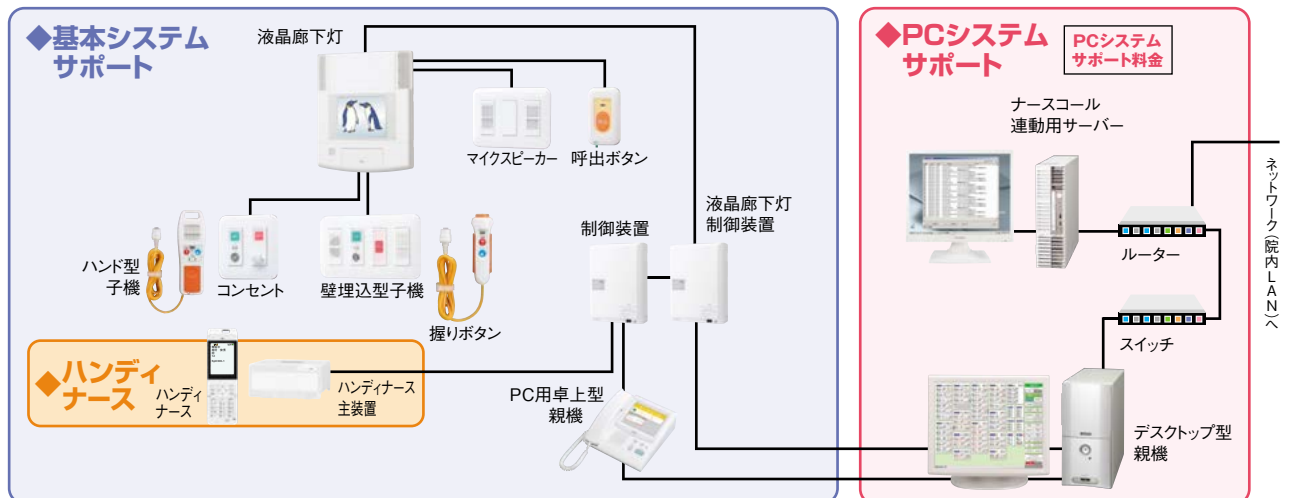 ◆基本システム
サポート
液晶廊下灯
マイクスピーカー
呼出ボタン
ハンド型
子機
コンセント
壁埋込型子機
握りボタン
制御装置
液晶廊下灯
制御装置
◆ハンディ
ナース
ハンディ
ナース
ハンディナース
主装置
PC用卓上型
親機
◆PCシステム
サポート
PCシステム
サポート料金
ナースコール
連動用サーバー
ルーター
スイッチ
デスクトップ型
親機
ネットワーク(院内LAN)へ